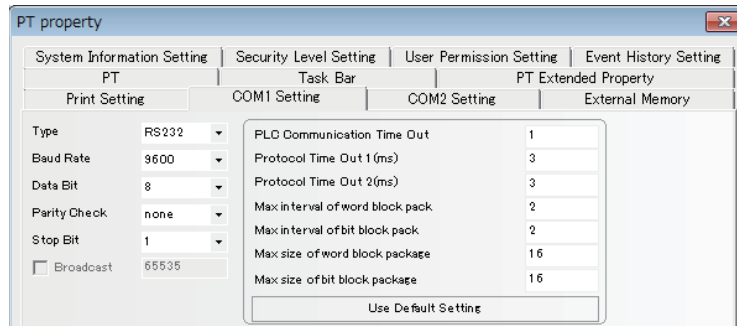 PT property
System Information Setting Security Level Setting User Permission Setting Event History Setting
PT Task Bar PT Extended Property
Print Setting COM1 Setting COM2 Setting External Memory
Type RS232
Baud Rate 9600
Data Bit 8
Parity Check none
Stop Bit 1
Broadcast 65535
PLC Communication Time Out 1
Protocol Time Out 1(ms) 3
Protocol Time Out 2(ms) 3
Max interval of word block pack 2
Max interval of bit block pack 2
Max size of word block package 16
Max size of bit block package 16
Use Default Setting